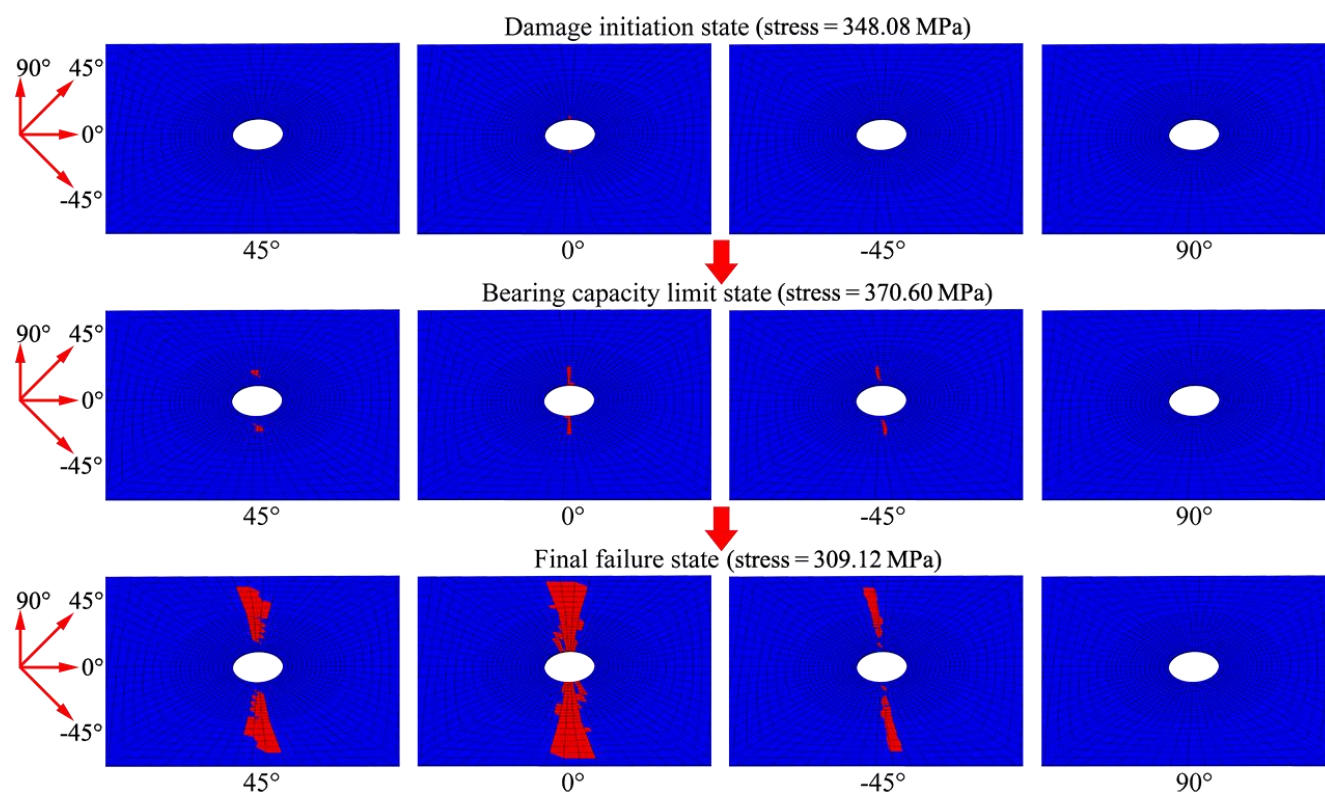 Damage initiation state (stress = 348.08 MPa)
90° 45°
0°
-45°
45° 0° -45° 90°
Bearing capacity limit state (stress = 370.60 MPa)
90° 45°
0°
-45°
45° 0° -45° 90°
Final failure state (stress = 309.12 MPa)
90° 45°
0°
-45°
45° 0° -45° 90°